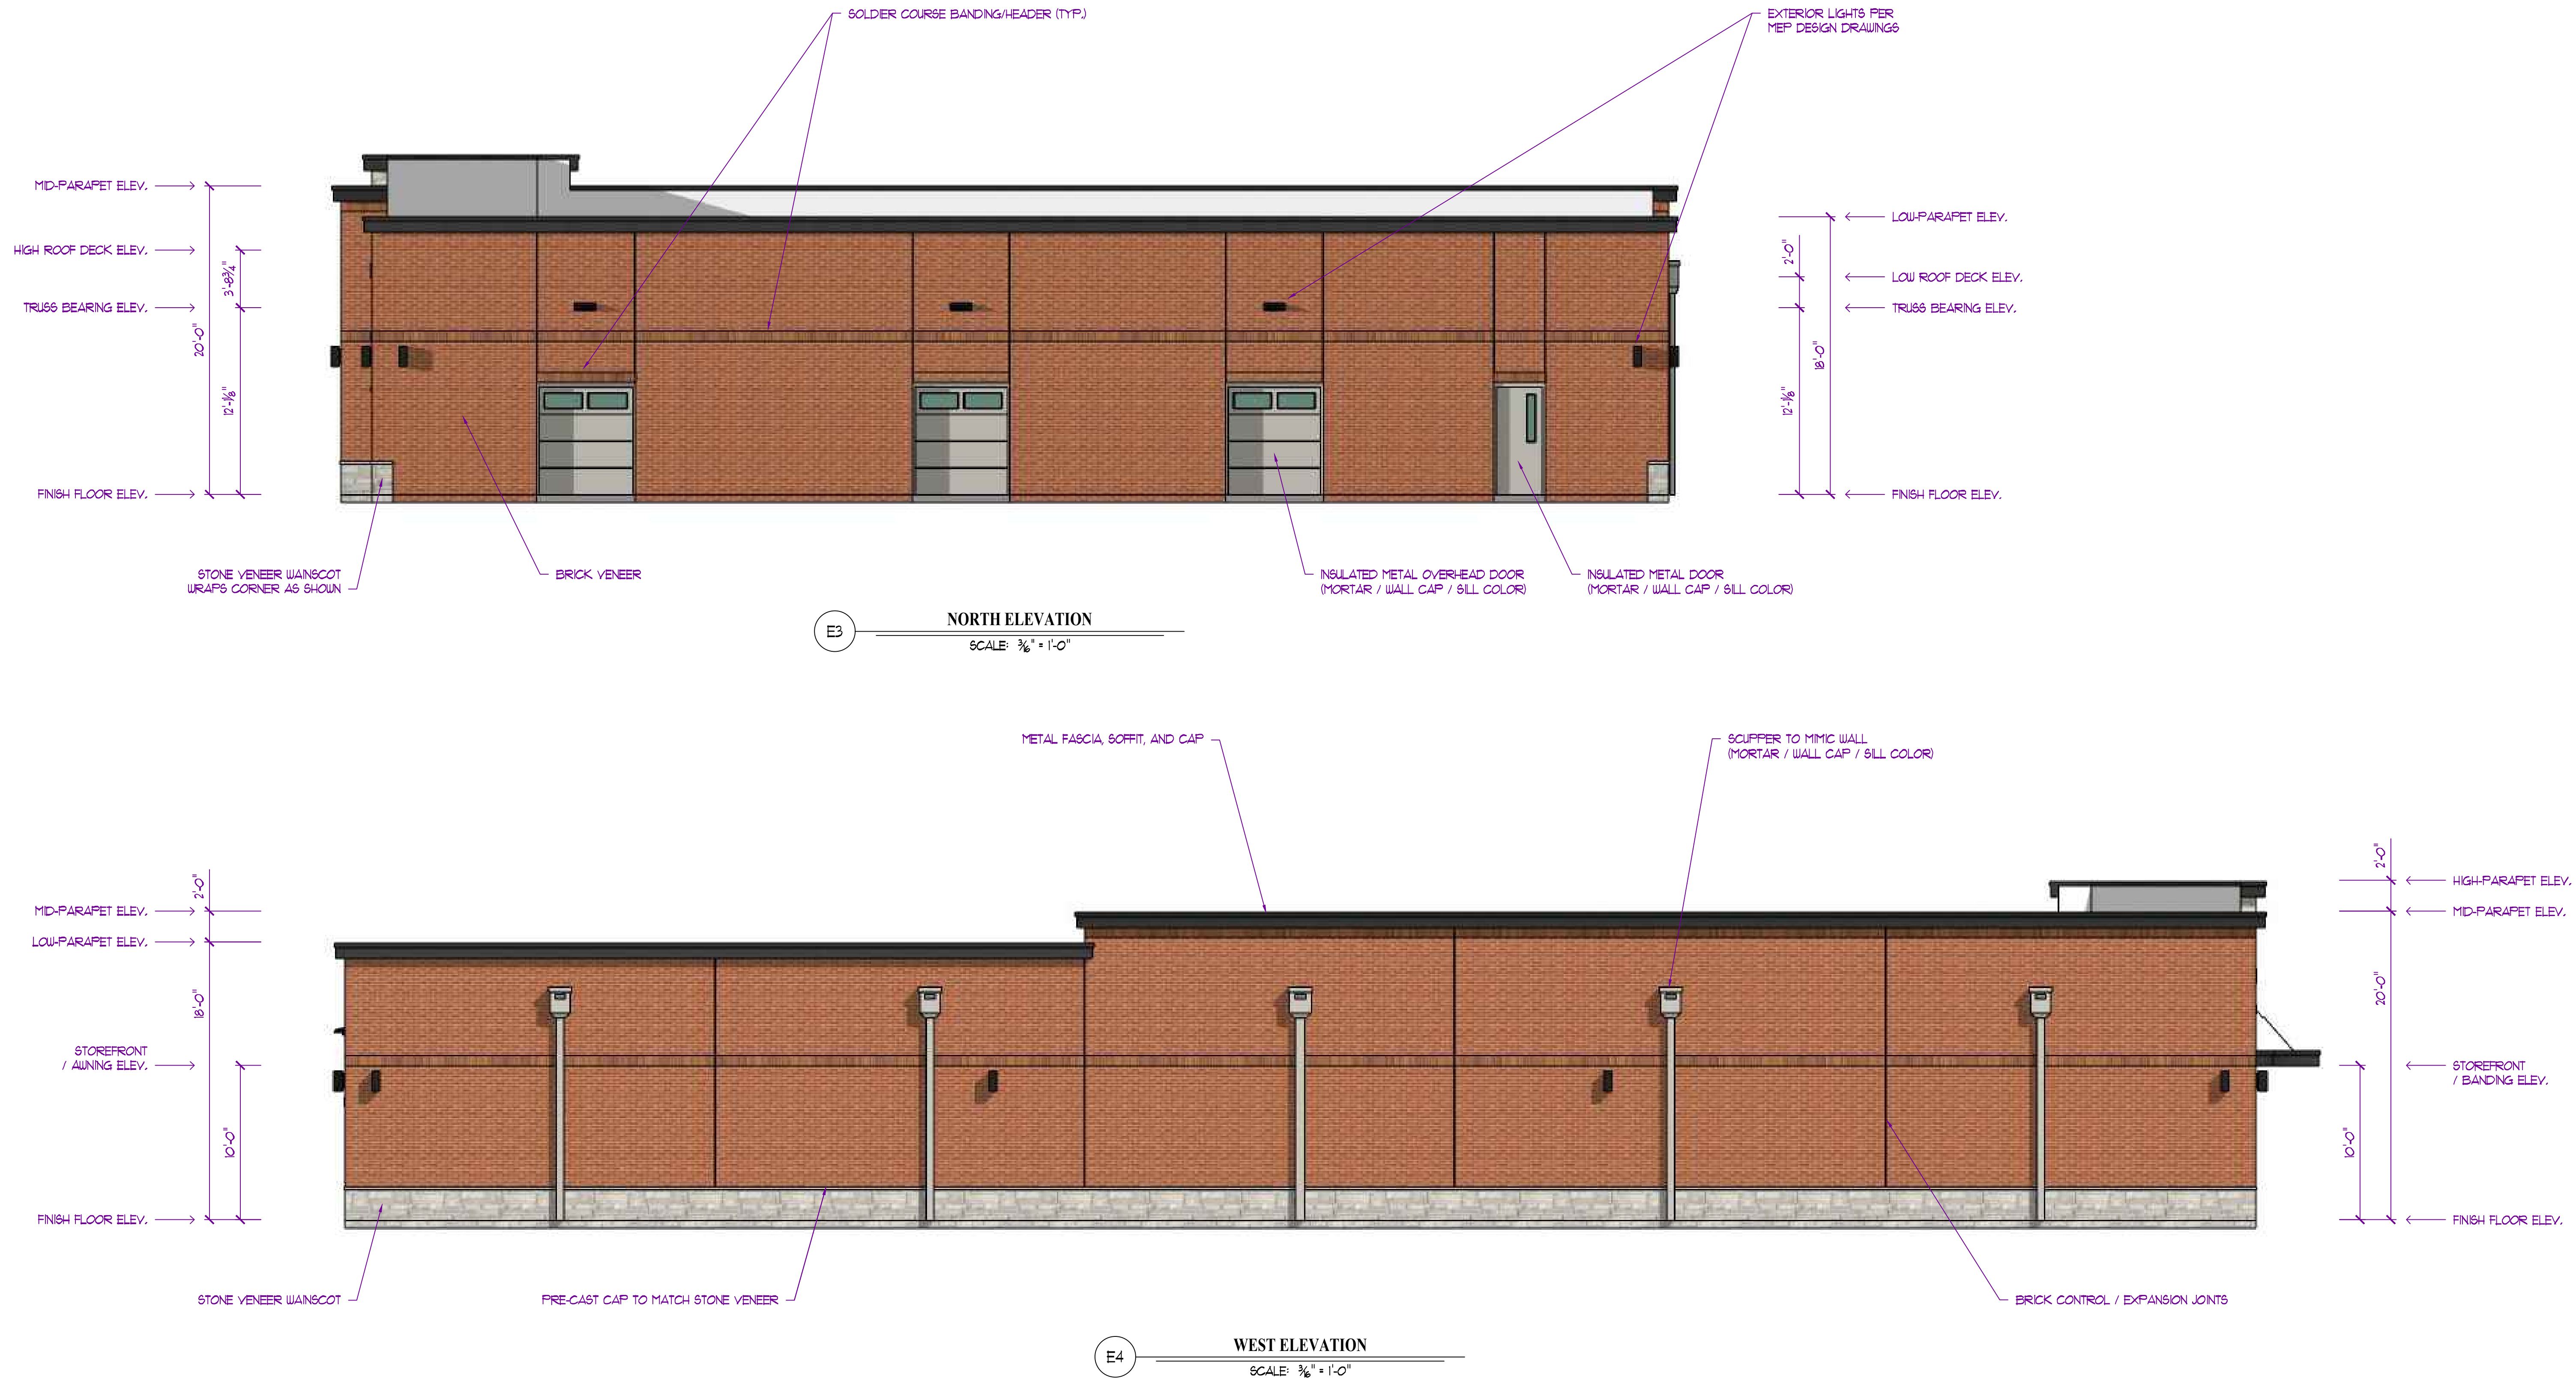 SOLDIER COURSE BANDING/HEADER (TYP.)
EXTERIOR LIGHTS PER
MEP DESIGN DRAWINGS
MID-PARAPET ELEV.
HIGH ROOF DECK ELEV.
TRUSS BEARING ELEV.
FINISH FLOOR ELEV.
20'-0"
3'-8¾"
12'-⅛"
LOW-PARAPET ELEV.
LOW ROOF DECK ELEV.
TRUSS BEARING ELEV.
FINISH FLOOR ELEV.
2'-0"
12'-⅛"
18'-0"
STONE VENEER WAINSCOT
WRAPS CORNER AS SHOWN
BRICK VENEER
INSULATED METAL OVERHEAD DOOR
(MORTAR / WALL CAP / SILL COLOR)
INSULATED METAL DOOR
(MORTAR / WALL CAP / SILL COLOR)
E3
NORTH ELEVATION
SCALE: 3/16" = 1'-0"
METAL FASCIA, SOFFIT, AND CAP
SCUPPER TO MIMIC WALL
(MORTAR / WALL CAP / SILL COLOR)
MID-PARAPET ELEV.
LOW-PARAPET ELEV.
STOREFRONT
/ AWNING ELEV.
FINISH FLOOR ELEV.
2'-0"
18'-0"
10'-0"
HIGH-PARAPET ELEV.
MID-PARAPET ELEV.
STOREFRONT
/ BANDING ELEV.
FINISH FLOOR ELEV.
2'-0"
20'-0"
10'-0"
STONE VENEER WAINSCOT
PRE-CAST CAP TO MATCH STONE VENEER
BRICK CONTROL / EXPANSION JOINTS
E4
WEST ELEVATION
SCALE: 3/16" = 1'-0"